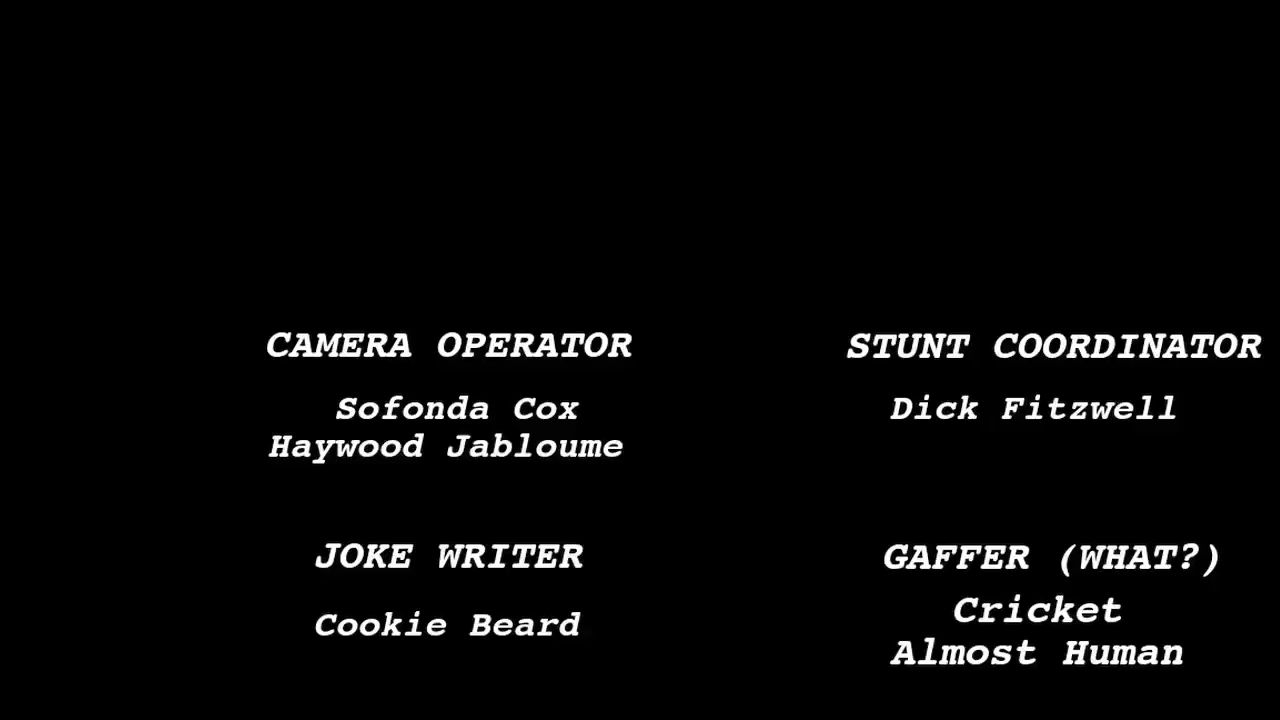 CAMERA OPERATOR
Sofonda Cox
Haywood Jabloume
STUNT COORDINATOR
Dick Fitzwell
JOKE WRITER
Cookie Beard
GAFFER (WHAT?)
Cricket
Almost Human